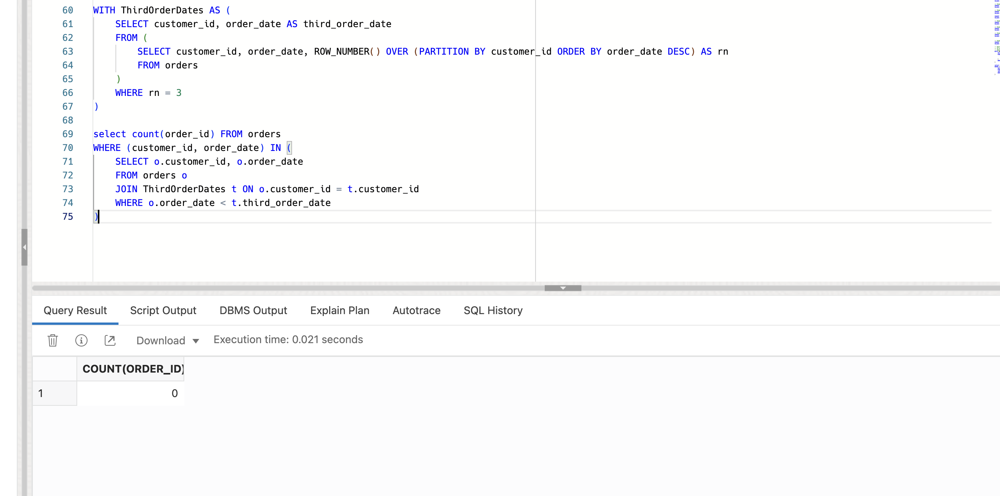 60 WITH ThirdOrderDates AS (
61 SELECT customer_id, order_date AS third_order_date
62 FROM (
63 SELECT customer_id, order_date, ROW_NUMBER() OVER (PARTITION BY customer_id ORDER BY order_date DESC) AS rn
64 FROM orders
65 )
66 WHERE rn = 3
67 )
68
69 select count(order_id) FROM orders
70 WHERE (customer_id, order_date) IN (
71 SELECT o.customer_id, o.order_date
72 FROM orders o
73 JOIN ThirdOrderDates t ON o.customer_id = t.customer_id
74 WHERE o.order_date < t.third_order_date
75 )
Query Result Script Output DBMS Output Explain Plan Autotrace SQL History
Download Execution time: 0.021 seconds
COUNT(ORDER_ID)
1 0